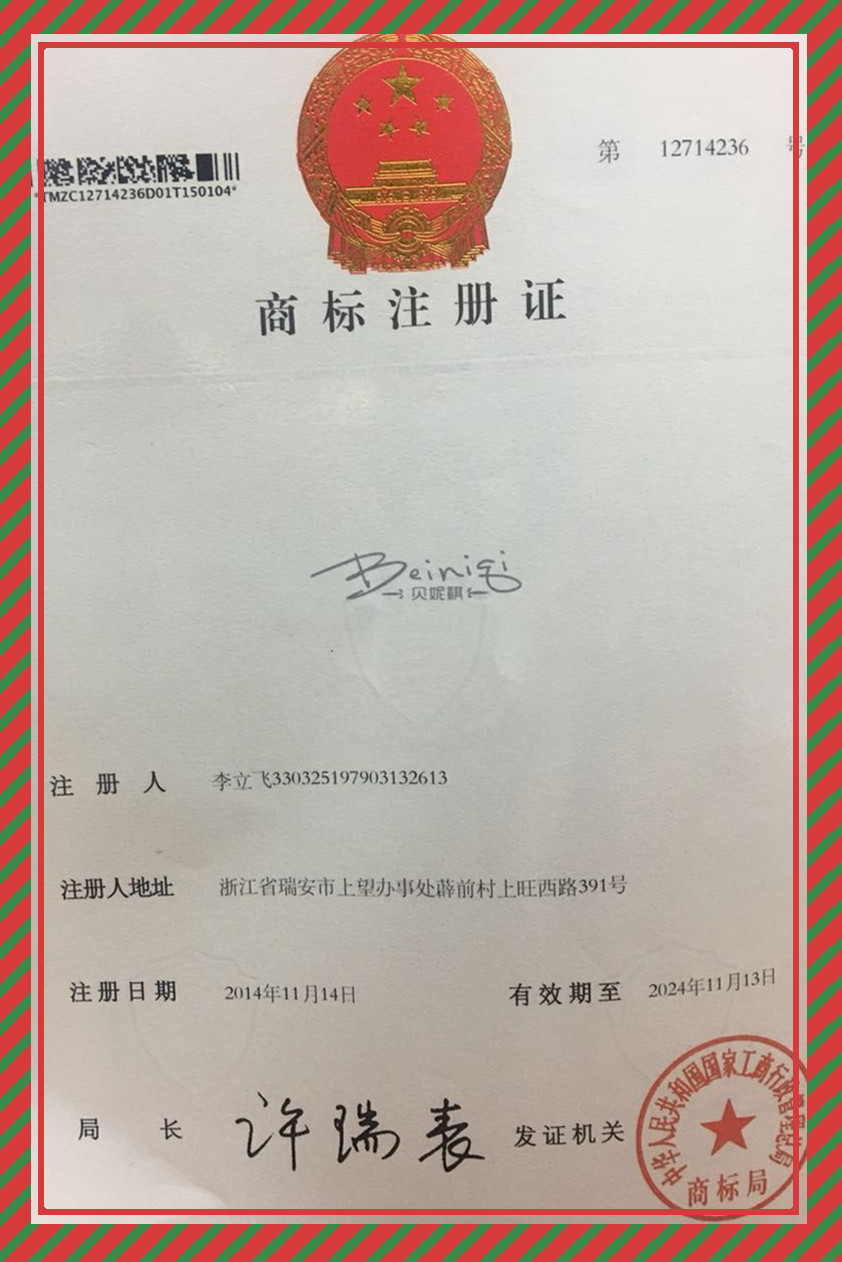 第 12714236 号
*TMZC12714236D01T150104*
商标注册证
Beiniqi
贝妮祺
注册人 李立飞330325197903132613
注册人地址 浙江省瑞安市上望办事处薛前村上旺西路391号
注册日期 2014年11月14日 有效期至 2024年11月13日
局长 许瑞表 发证机关
中华人民共和国国家工商行政管理总局
商标局